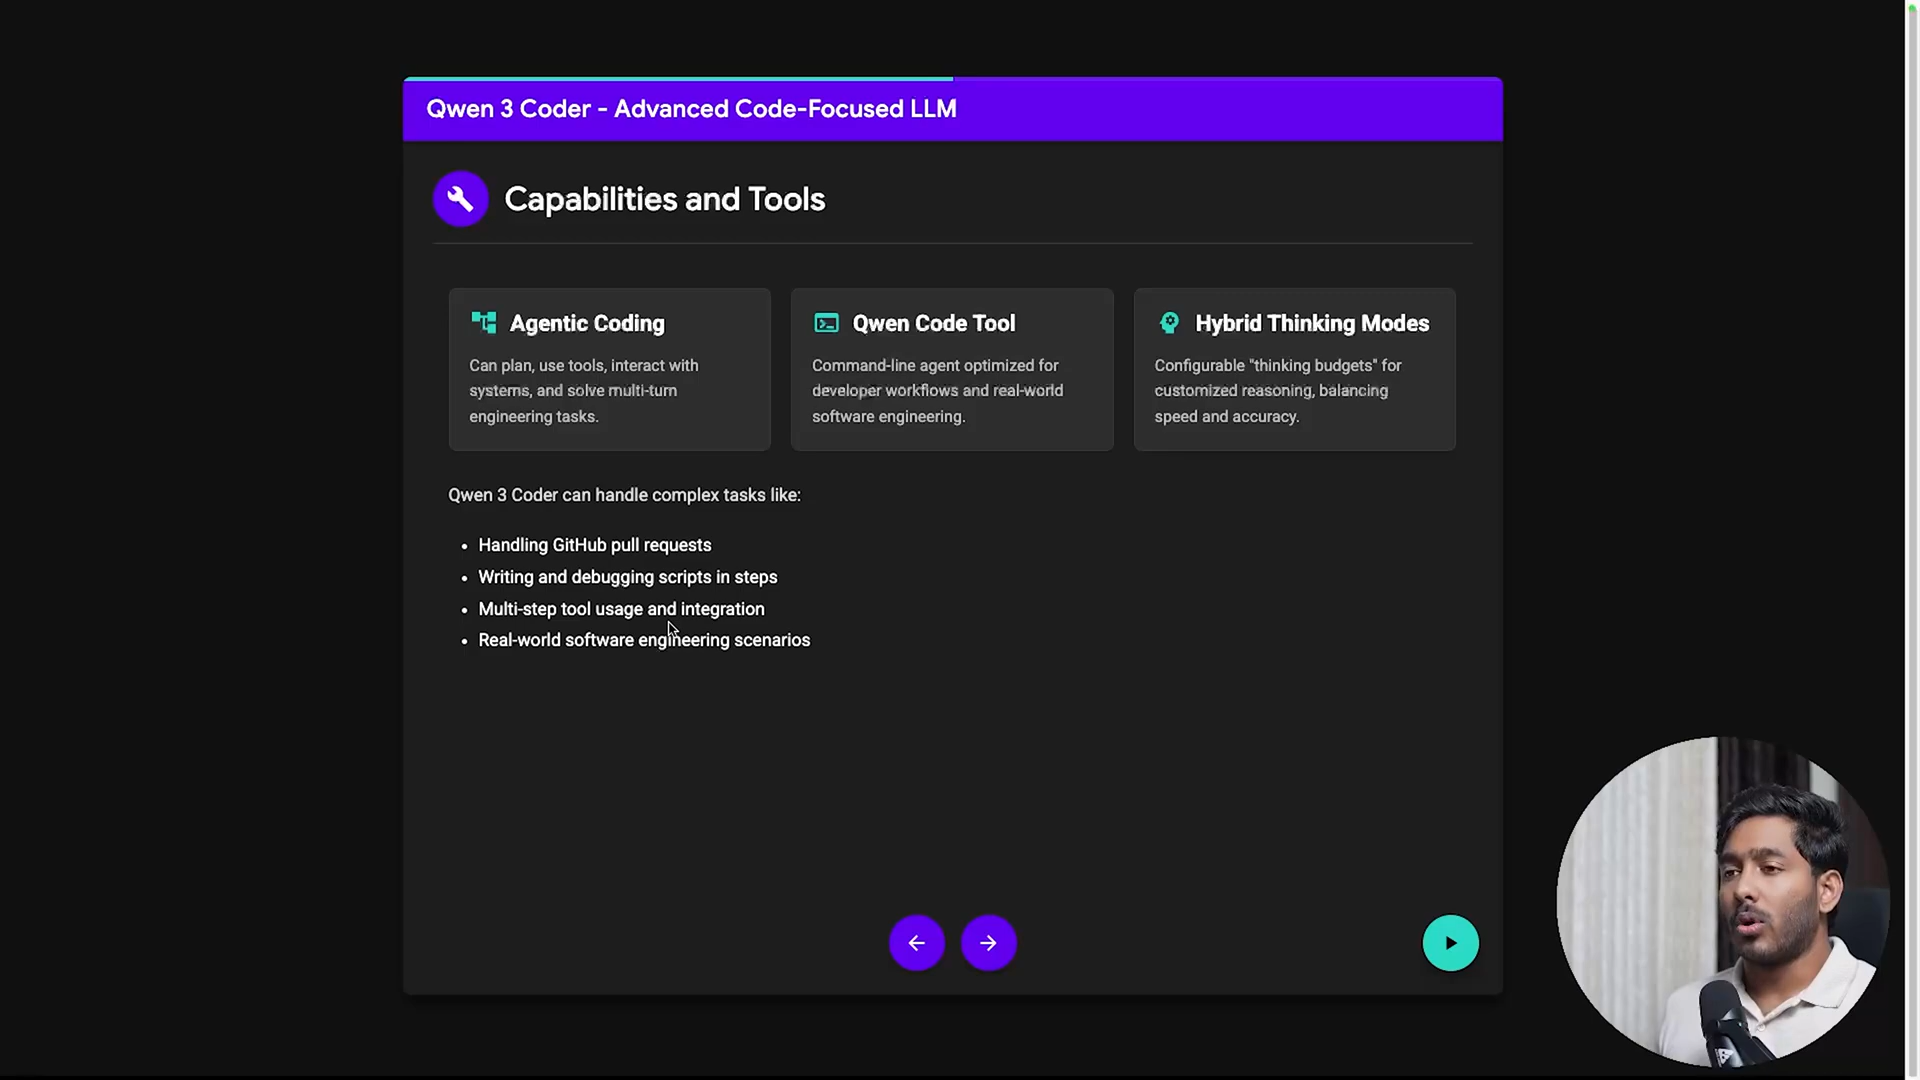 Qwen 3 Coder - Advanced Code-Focused LLM
Capabilities and Tools
Agentic Coding
Can plan, use tools, interact with
systems, and solve multi-turn
engineering tasks.
Qwen Code Tool
Command-line agent optimized for
developer workflows and real-world
software engineering.
Hybrid Thinking Modes
Configurable "thinking budgets" for
customized reasoning, balancing
speed and accuracy.
Qwen 3 Coder can handle complex tasks like:
• Handling GitHub pull requests
• Writing and debugging scripts in steps
• Multi-step tool usage and integration
• Real-world software engineering scenarios